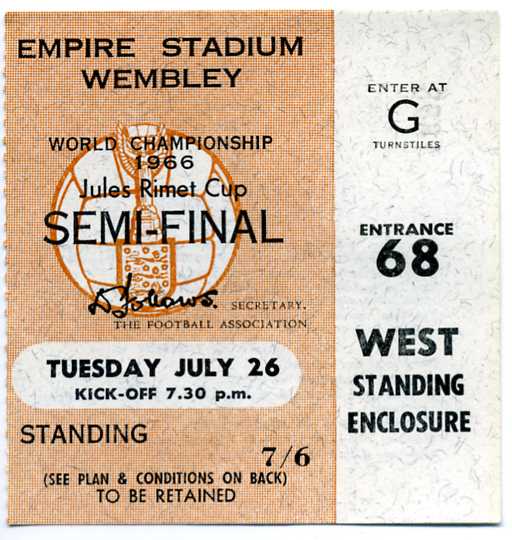 EMPIRE STADIUM
WEMBLEY
WORLD CHAMPIONSHIP
1966
Jules Rimet Cup
SEMI-FINAL
D Follows. SECRETARY.
THE FOOTBALL ASSOCIATION
TUESDAY JULY 26
KICK-OFF 7.30 p.m.
STANDING
7/6
(SEE PLAN & CONDITIONS ON BACK)
TO BE RETAINED
ENTER AT
G
TURNSTILES
ENTRANCE
68
WEST
STANDING
ENCLOSURE